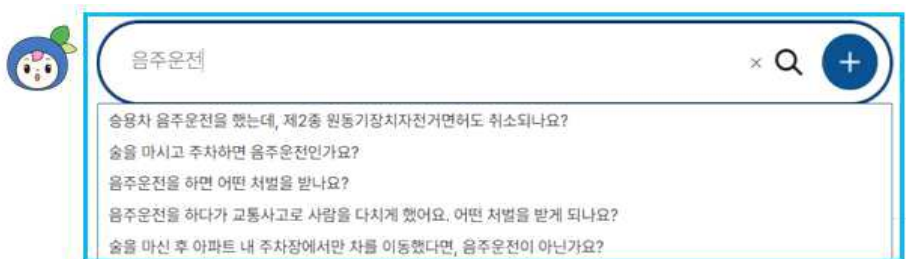 음주운전
승용차 음주운전을 했는데, 제2종 원동기장치자전거면허도 취소되나요?
술을 마시고 주차하면 음주운전인가요?
음주운전을 하면 어떤 처벌을 받나요?
음주운전을 하다가 교통사고로 사람을 다치게 했어요. 어떤 처벌을 받게 되나요?
술을 마신 후 아파트 내 주차장에서만 차를 이동했다면, 음주운전이 아닌가요?